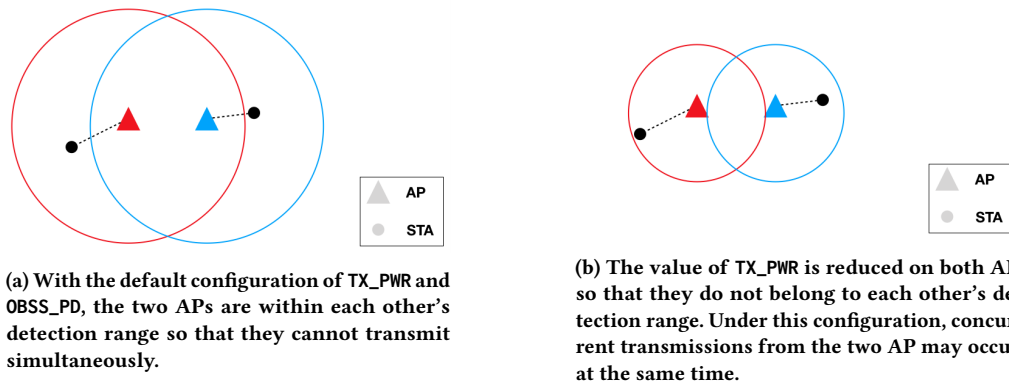 AP
STA
(a) With the default configuration of TX_PWR and
OBSS_PD, the two APs are within each other's
detection range so that they cannot transmit
simultaneously.
AP
STA
(b) The value of TX_PWR is reduced on both AP
so that they do not belong to each other's de
tection range. Under this configuration, concur
rent transmissions from the two AP may occu
at the same time.